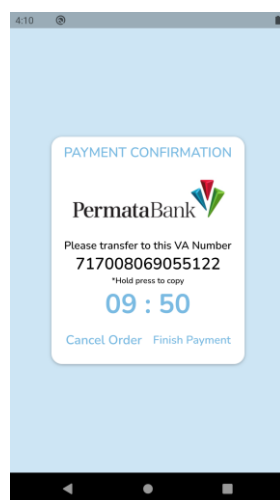 4:10
PAYMENT CONFIRMATION
PermataBank
Please transfer to this VA Number
717008069055122
*Hold press to copy
09 : 50
Cancel Order Finish Payment